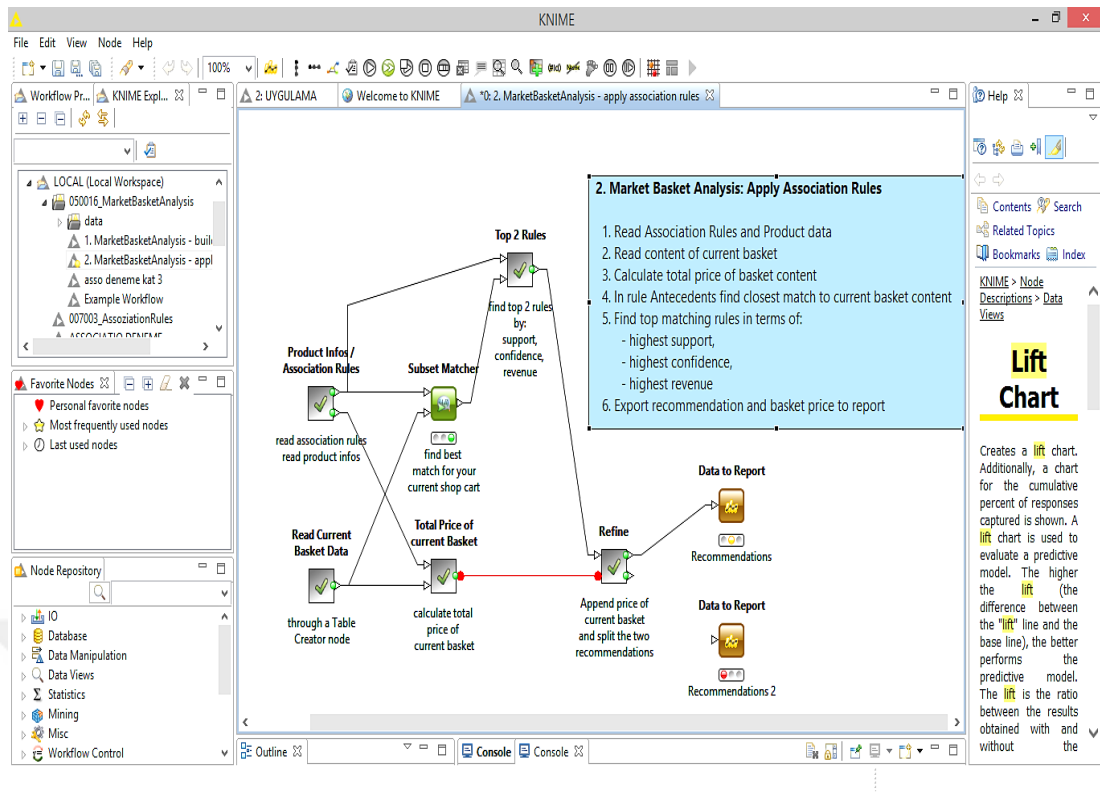 KNIME
File Edit View Node Help
100%
Workflow Pr... KNIME Expl...
LOCAL (Local Workspace)
050016_MarketBasketAnalysis
data
1. MarketBasketAnalysis - buil
2. MarketBasketAnalysis - appl
asso deneme kat 3
Example Workflow
007003_AssoziationRules
ASSOCIATIO DENEME
Favorite Nodes
Personal favorite nodes
Most frequently used nodes
Last used nodes
Node Repository
IO
Database
Data Manipulation
Data Views
Statistics
Mining
Misc
Workflow Control
2: UYGULAMA Welcome to KNIME *0: 2. MarketBasketAnalysis - apply association rules
2. Market Basket Analysis: Apply Association Rules
1. Read Association Rules and Product data
2. Read content of current basket
3. Calculate total price of basket content
4. In rule Antecedents find closest match to current basket content
5. Find top matching rules in terms of:
- highest support,
- highest confidence,
- highest revenue
6. Export recommendation and basket price to report
Top 2 Rules
find top 2 rules
by:
support,
confidence,
revenue
Product Infos /
Association Rules
read association rules
read product infos
Subset Matcher
find best
match for your
current shop cart
Read Current
Basket Data
through a Table
Creator node
Total Price of
current Basket
calculate total
price of
current basket
Refine
Append price of
current basket
and split the two
recommendations
Data to Report
Recommendations
Data to Report
Recommendations 2
Outline Console Console
Help
Contents Search
Related Topics
Bookmarks Index
KNIME > Node
Descriptions > Data
Views
Lift
Chart
Creates a lift chart.
Additionally, a chart
for the cumulative
percent of responses
captured is shown. A
lift chart is used to
evaluate a predictive
model. The higher
the lift (the
difference between
the "lift" line and the
base line), the better
performs the
predictive model.
The lift is the ratio
between the results
obtained with and
without the